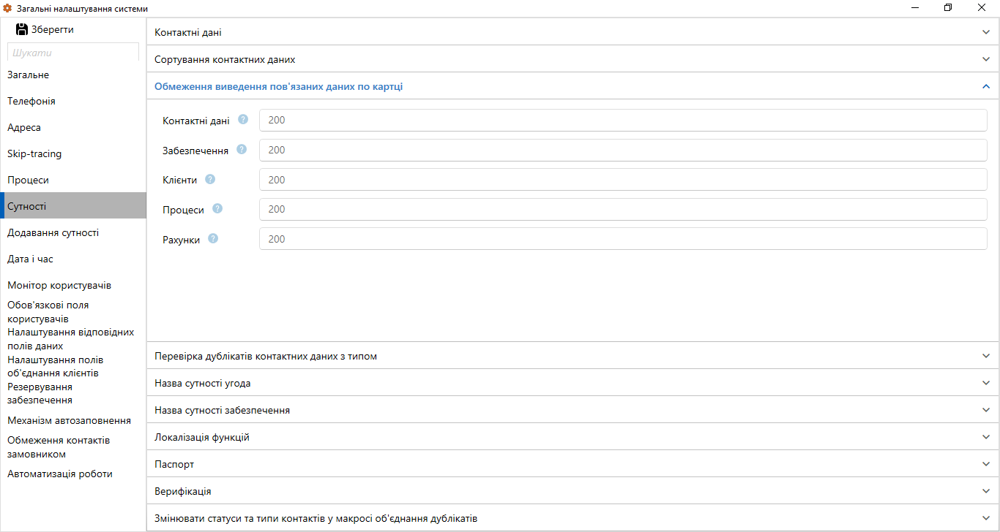 Загальні налаштування системи
Зберегти
Шукати
Загальне
Телефонія
Адреса
Skip-tracing
Процеси
Сутності
Додавання сутності
Дата і час
Монітор користувачів
Обов'язкові поля
користувачів
Налаштування відповідних
полів даних
Налаштування полів
об'єднання клієнтів
Резервування
забезпечення
Механізм автозаповнення
Обмеження контактів
замовником
Автоматизація роботи
Контактні дані
Сортування контактних даних
Обмеження виведення пов'язаних даних по картці
Контактні дані ? 200
Забезпечення ? 200
Клієнти ? 200
Процеси ? 200
Рахунки ? 200
Перевірка дублікатів контактних даних з типом
Назва сутності угода
Назва сутності забезпечення
Локалізація функцій
Паспорт
Верифікація
Змінювати статуси та типи контактів у макросі об'єднання дублікатів